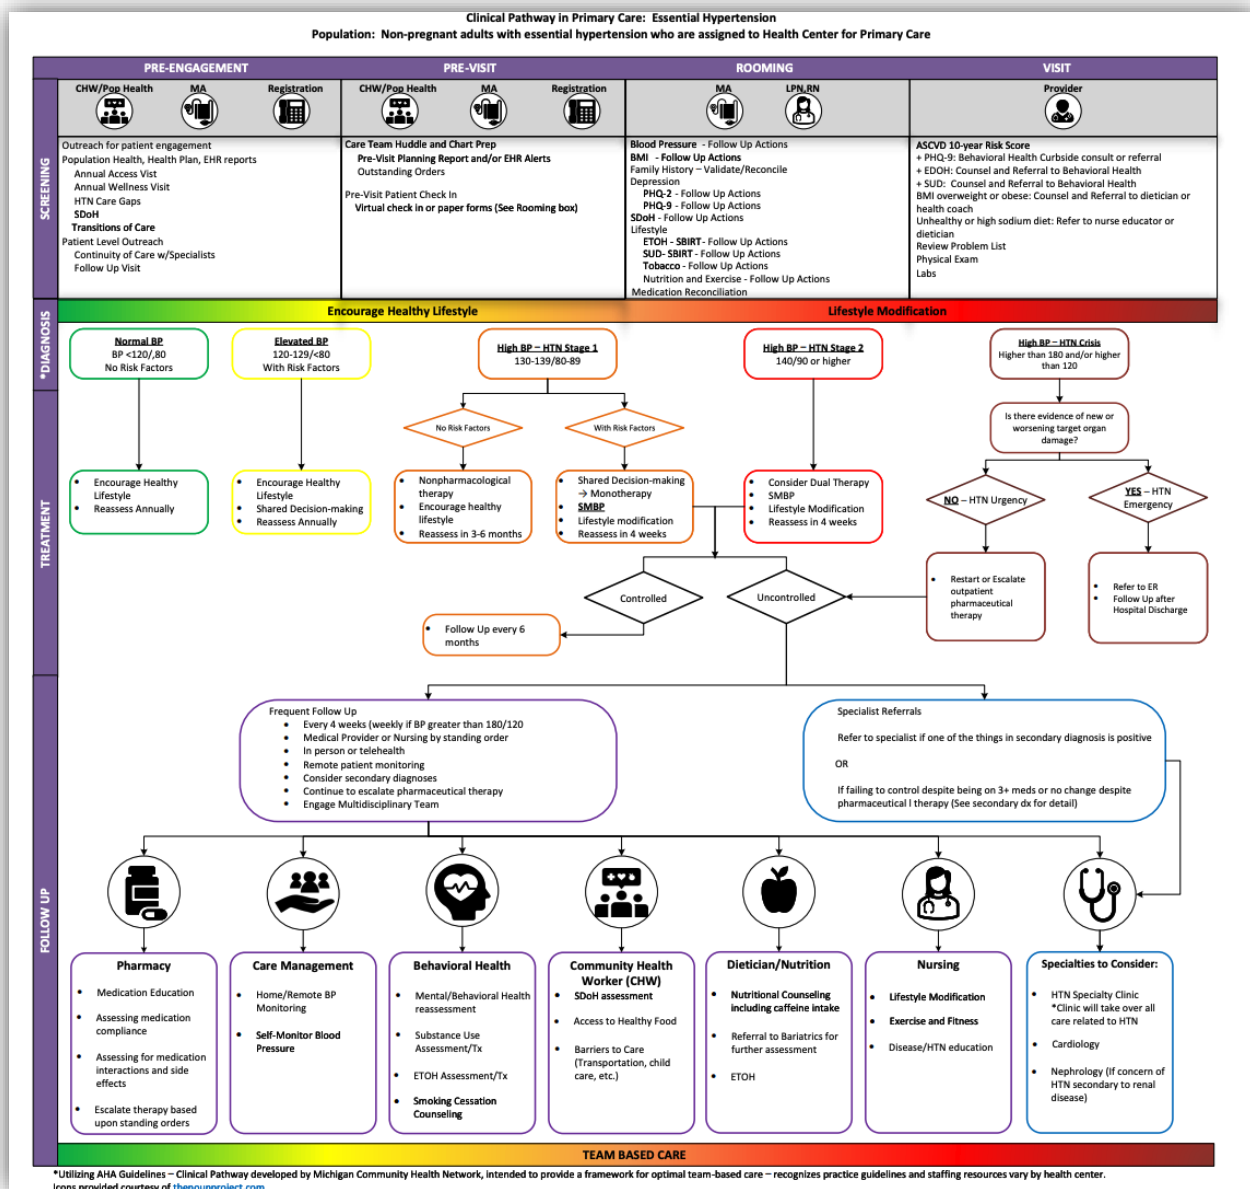 Clinical Pathway in Primary Care: Essential Hypertension
Population: Non-pregnant adults with essential hypertension who are assigned to Health Center for Primary Care
PRE-ENGAGEMENT
PRE-VISIT
ROOMING
VISIT
SCREENING
CHW/Pop Health
MA
Registration
CHW/Pop Health
MA
Registration
MA
LPN,RN
Provider
Outreach for patient engagement
Population Health, Health Plan, EHR reports
Annual Access Vist
Annual Wellness Visit
HTN Care Gaps
SDoH
Transitions of Care
Patient Level Outreach
Continuity of Care w/Specialists
Follow Up Visit
Care Team Huddle and Chart Prep
Pre-Visit Planning Report and/or EHR Alerts
Outstanding Orders
Pre-Visit Patient Check In
Virtual check in or paper forms (See Rooming box)
Blood Pressure - Follow Up Actions
BMI - Follow Up Actions
Family History – Validate/Reconcile
Depression
PHQ-2 - Follow Up Actions
PHQ-9 - Follow Up Actions
SDoH - Follow Up Actions
Lifestyle
ETOH - SBIRT - Follow Up Actions
SUD- SBIRT - Follow Up Actions
Tobacco - Follow Up Actions
Nutrition and Exercise - Follow Up Actions
Medication Reconciliation
ASCVD 10-year Risk Score
+ PHQ-9: Behavioral Health Curbside consult or referral
+ EDOH: Counsel and Referral to Behavioral Health
+ SUD: Counsel and Referral to Behavioral Health
BMI overweight or obese: Counsel and Referral to dietician or
health coach
Unhealthy or high sodium diet: Refer to nurse educator or
dietician
Review Problem List
Physical Exam
Labs
*DIAGNOSIS
Encourage Healthy Lifestyle
Lifestyle Modification
Normal BP
BP <120/,80
No Risk Factors
Elevated BP
120-129/<80
With Risk Factors
High BP – HTN Stage 1
130-139/80-89
High BP – HTN Stage 2
140/90 or higher
High BP – HTN Crisis
Higher than 180 and/or higher
than 120
TREATMENT
No Risk Factors
With Risk Factors
Is there evidence of new or
worsening target organ
damage?
• Encourage Healthy
Lifestyle
• Reassess Annually
• Encourage Healthy
Lifestyle
• Shared Decision-making
• Reassess Annually
• Nonpharmacological
therapy
• Encourage healthy
lifestyle
• Reassess in 3-6 months
• Shared Decision-making
→ Monotherapy
• SMBP
• Lifestyle modification
• Reassess in 4 weeks
• Consider Dual Therapy
• SMBP
• Lifestyle Modification
• Reassess in 4 weeks
NO – HTN Urgency
YES – HTN
Emergency
Controlled
Uncontrolled
• Restart or Escalate
outpatient
pharmaceutical
therapy
• Refer to ER
• Follow Up after
Hospital Discharge
• Follow Up every 6
months
FOLLOW UP
Frequent Follow Up
• Every 4 weeks (weekly if BP greater than 180/120
• Medical Provider or Nursing by standing order
• In person or telehealth
• Remote patient monitoring
• Consider secondary diagnoses
• Continue to escalate pharmaceutical therapy
• Engage Multidisciplinary Team
Specialist Referrals
Refer to specialist if one of the things in secondary diagnosis is positive
OR
If failing to control despite being on 3+ meds or no change despite
pharmaceutical l therapy (See secondary dx for detail)
Pharmacy
• Medication Education
• Assessing medication
compliance
• Assessing for medication
interactions and side
effects
• Escalate therapy based
upon standing orders
Care Management
• Home/Remote BP
Monitoring
• Self-Monitor Blood
Pressure
Behavioral Health
• Mental/Behavioral Health
reassessment
• Substance Use
Assessment/Tx
• ETOH Assessment/Tx
• Smoking Cessation
Counseling
Community Health
Worker (CHW)
• SDoH assessment
• Access to Healthy Food
• Barriers to Care
(Transportation, child
care, etc.)
Dietician/Nutrition
• Nutritional Counseling
including caffeine intake
• Referral to Bariatrics for
further assessment
• ETOH
Nursing
• Lifestyle Modification
• Exercise and Fitness
• Disease/HTN education
Specialties to Consider:
• HTN Specialty Clinic
*Clinic will take over all
care related to HTN
• Cardiology
• Nephrology (If concern of
HTN secondary to renal
disease)
TEAM BASED CARE
*Utilizing AHA Guidelines – Clinical Pathway developed by Michigan Community Health Network, intended to provide a framework for optimal team-based care – recognizes practice guidelines and staffing resources vary by health center.
Icons provided courtesy of thenounproject.com